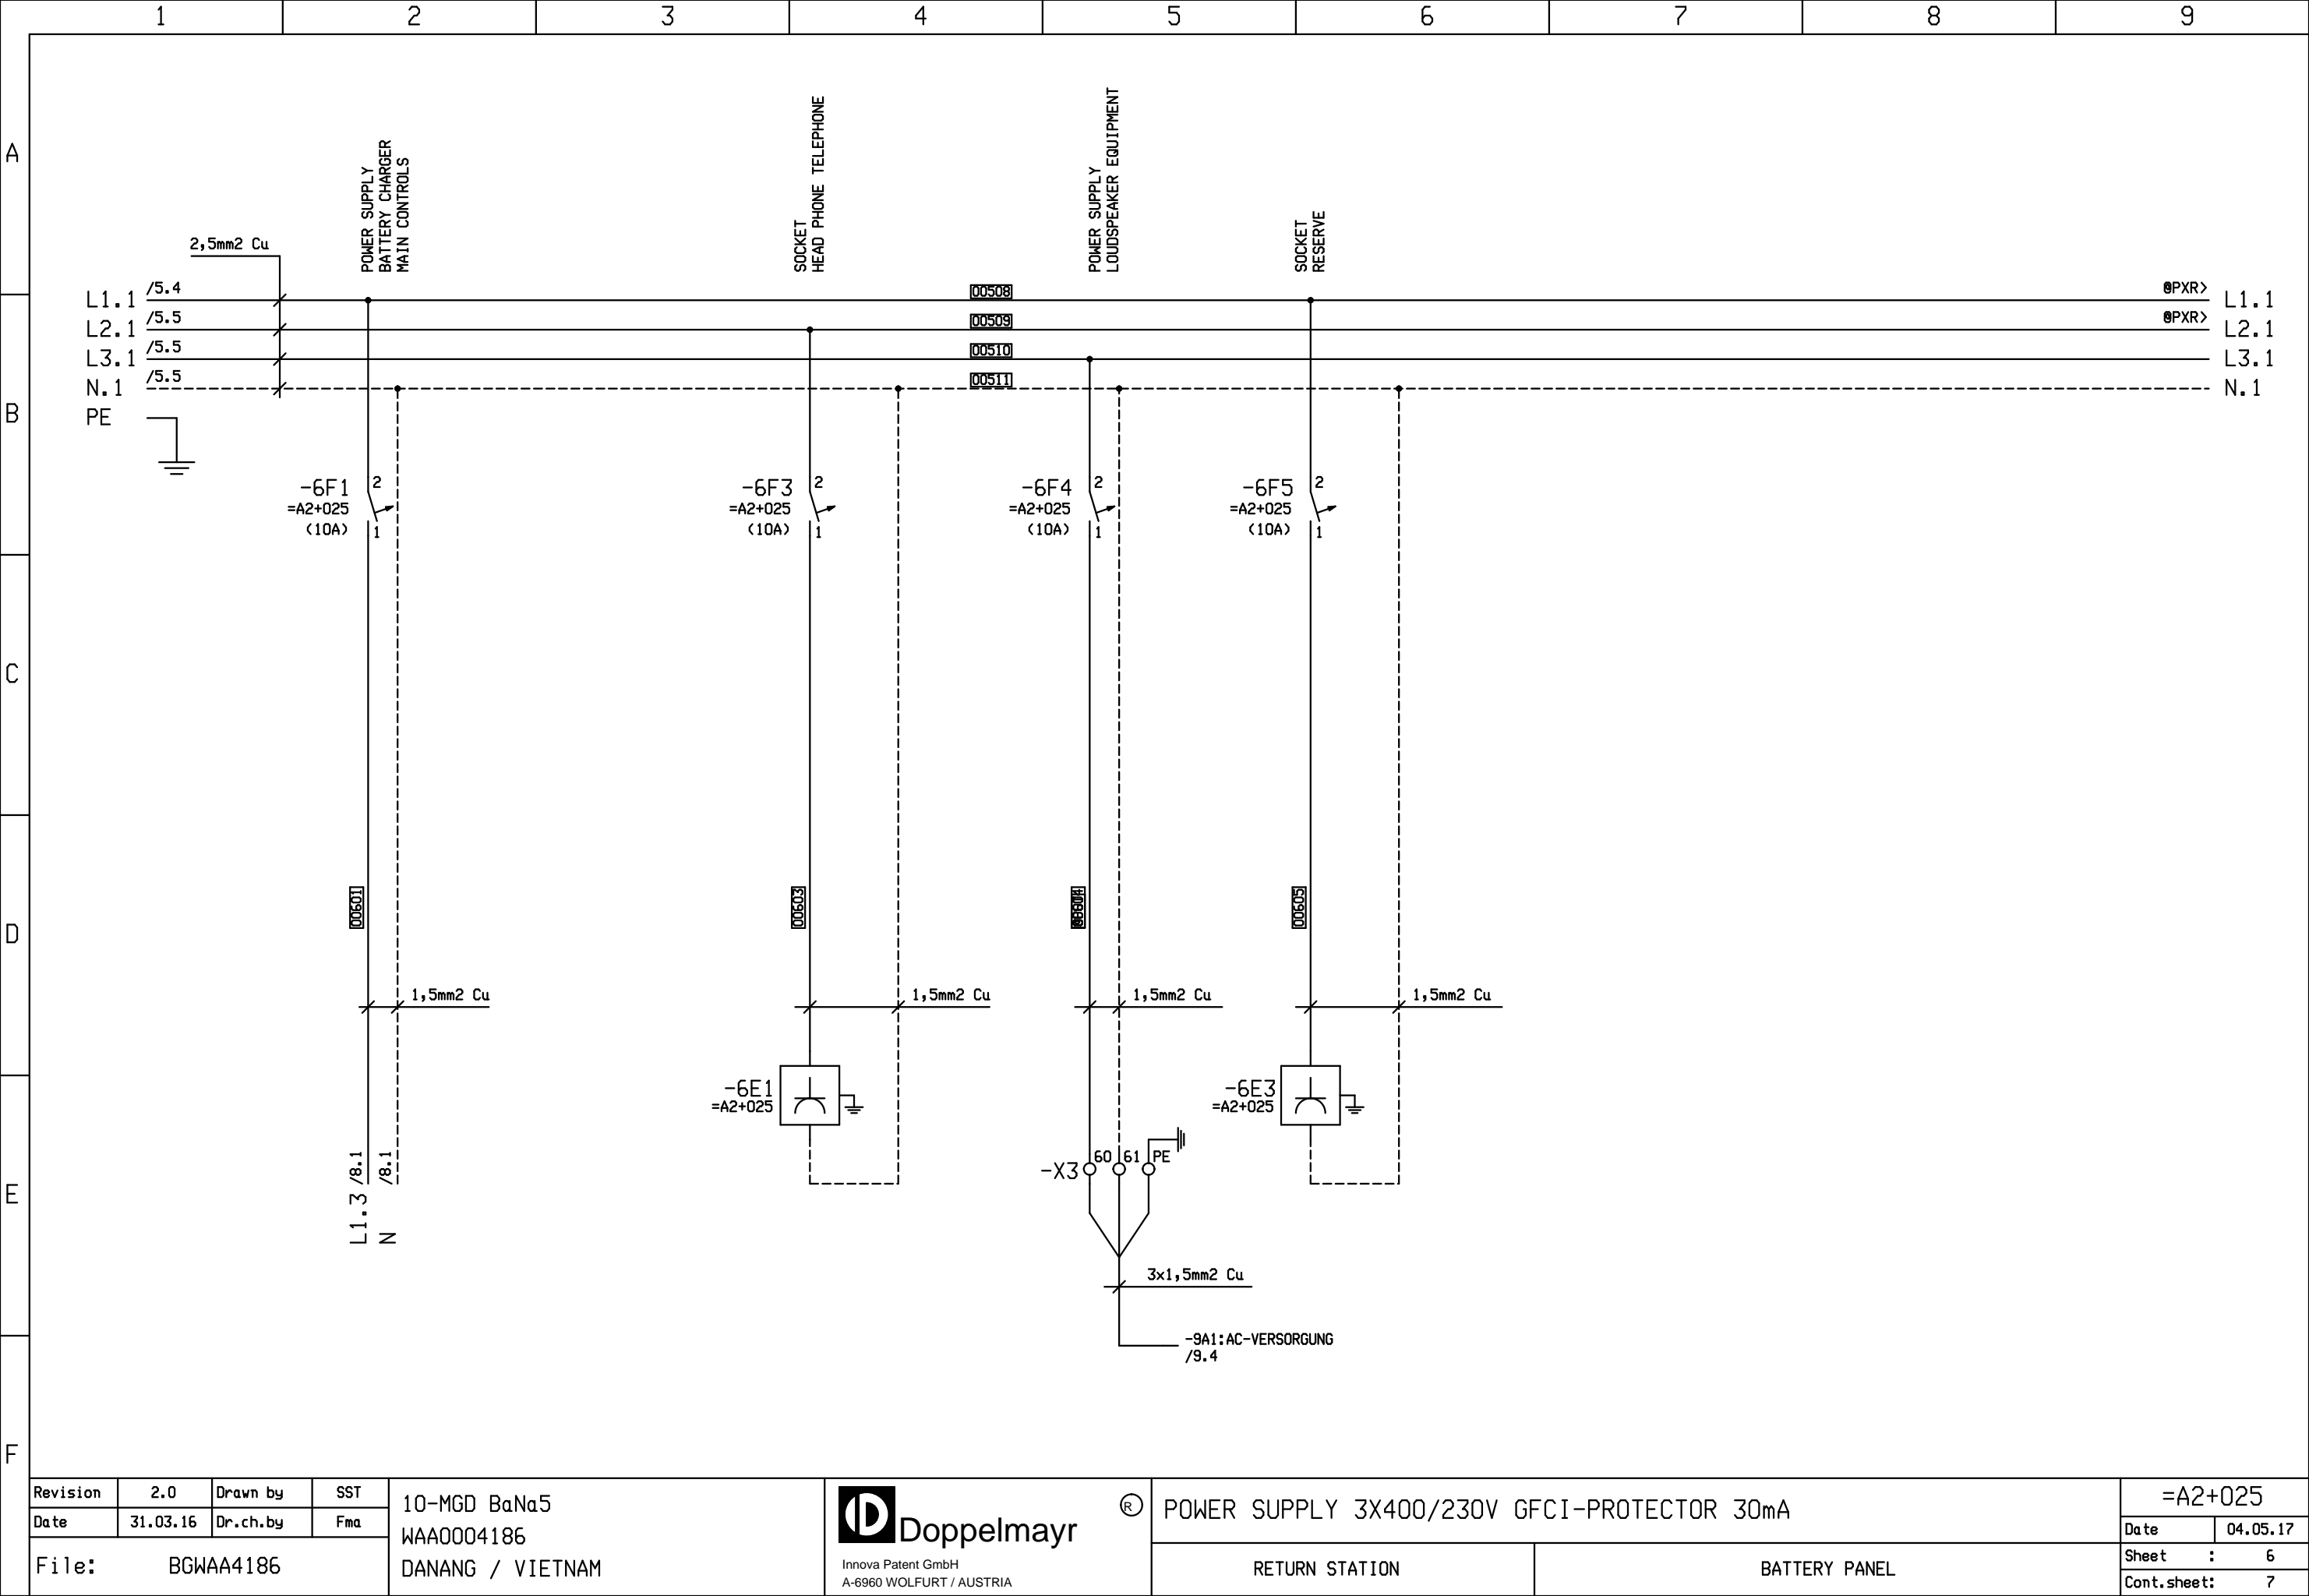 1 2 3 4 5 6 7 8 9
A
B
C
D
E
F
POWER SUPPLY
BATTERY CHARGER
MAIN CONTROLS
SOCKET
HEAD PHONE TELEPHONE
POWER SUPPLY
LOUDSPEAKER EQUIPMENT
SOCKET
RESERVE
2,5mm2 Cu
L1.1 /5.4 00508 @PXR> L1.1
L2.1 /5.5 00509 @PXR> L2.1
L3.1 /5.5 00510 L3.1
N.1 /5.5 00511 N.1
PE
-6F1 2
=A2+025
(10A) 1
-6F3 2
=A2+025
(10A) 1
-6F4 2
=A2+025
(10A) 1
-6F5 2
=A2+025
(10A) 1
00601
00603
00605
1,5mm2 Cu
1,5mm2 Cu
1,5mm2 Cu
1,5mm2 Cu
-6E1
=A2+025
-6E3
=A2+025
L1.3 /8.1
N /8.1
-X3 60 61 PE
3x1,5mm2 Cu
-9A1:AC-VERSORGUNG
/9.4
Revision 2.0 Drawn by SST
Date 31.03.16 Dr.ch.by Fma
File: BGWAA4186
10-MGD BaNa5
WAA0004186
DANANG / VIETNAM
Doppelmayr
R
Innova Patent GmbH
A-6960 WOLFURT / AUSTRIA
POWER SUPPLY 3X400/230V GFCI-PROTECTOR 30mA
RETURN STATION
BATTERY PANEL
=A2+025
Date 04.05.17
Sheet : 6
Cont.sheet: 7